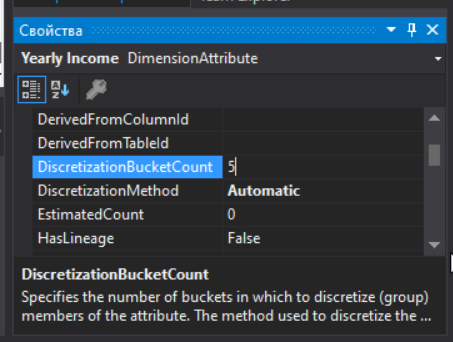 Свойства
Yearly Income DimensionAttribute
DerivedFromColumnId
DerivedFromTableId
DiscretizationBucketCount 5
DiscretizationMethod Automatic
EstimatedCount 0
HasLineage False
DiscretizationBucketCount
Specifies the number of buckets in which to discretize (group)
members of the attribute. The method used to discretize the ...